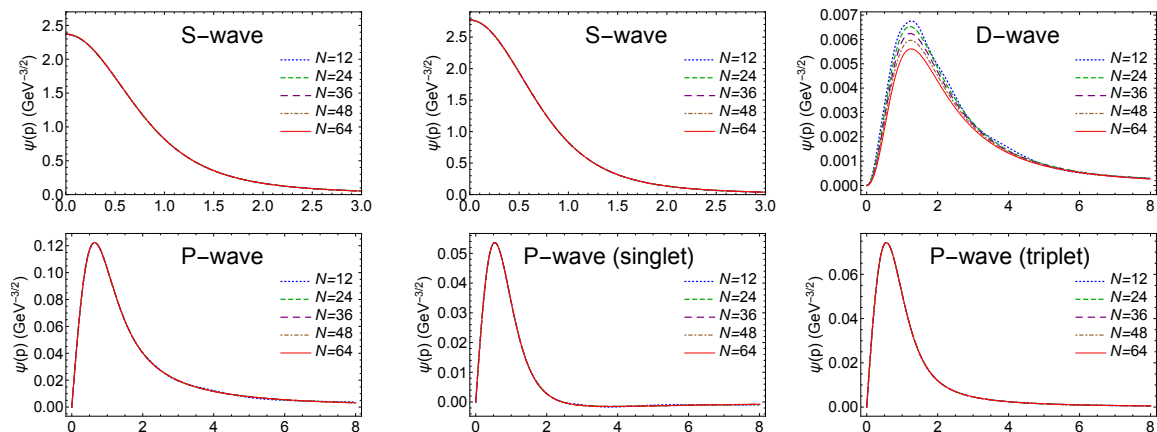 S-wave
ψ(p) (GeV⁻³/²)
2.5
2.0
1.5
1.0
0.5
0.0
0.0 0.5 1.0 1.5 2.0 2.5 3.0
N=12
N=24
N=36
N=48
N=64
S-wave
ψ(p) (GeV⁻³/²)
2.5
2.0
1.5
1.0
0.5
0.0
0.0 0.5 1.0 1.5 2.0 2.5 3.0
N=12
N=24
N=36
N=48
N=64
D-wave
ψ(p) (GeV⁻³/²)
0.007
0.006
0.005
0.004
0.003
0.002
0.001
0.000
0 2 4 6 8
N=12
N=24
N=36
N=48
N=64
P-wave
ψ(p) (GeV⁻³/²)
0.12
0.10
0.08
0.06
0.04
0.02
0.00
0 2 4 6 8
N=12
N=24
N=36
N=48
N=64
P-wave (singlet)
ψ(p) (GeV⁻³/²)
0.05
0.04
0.03
0.02
0.01
0.00
0 2 4 6 8
N=12
N=24
N=36
N=48
N=64
P-wave (triplet)
ψ(p) (GeV⁻³/²)
0.06
0.04
0.02
0.00
0 2 4 6 8
N=12
N=24
N=36
N=48
N=64